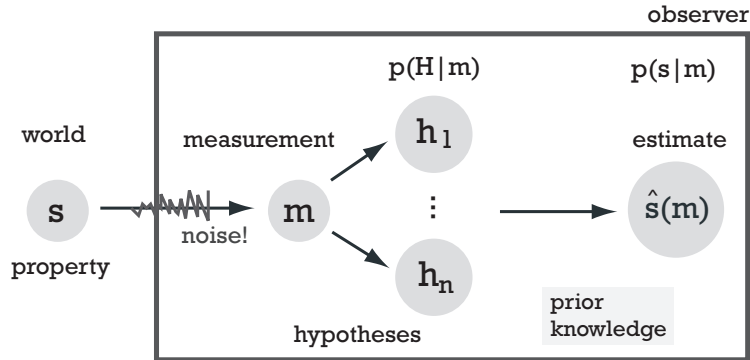 observer
p(H|m)
p(s|m)
world
measurement
h1
estimate
s
noise!
m
⋮
ŝ(m)
property
hn
prior
knowledge
hypotheses